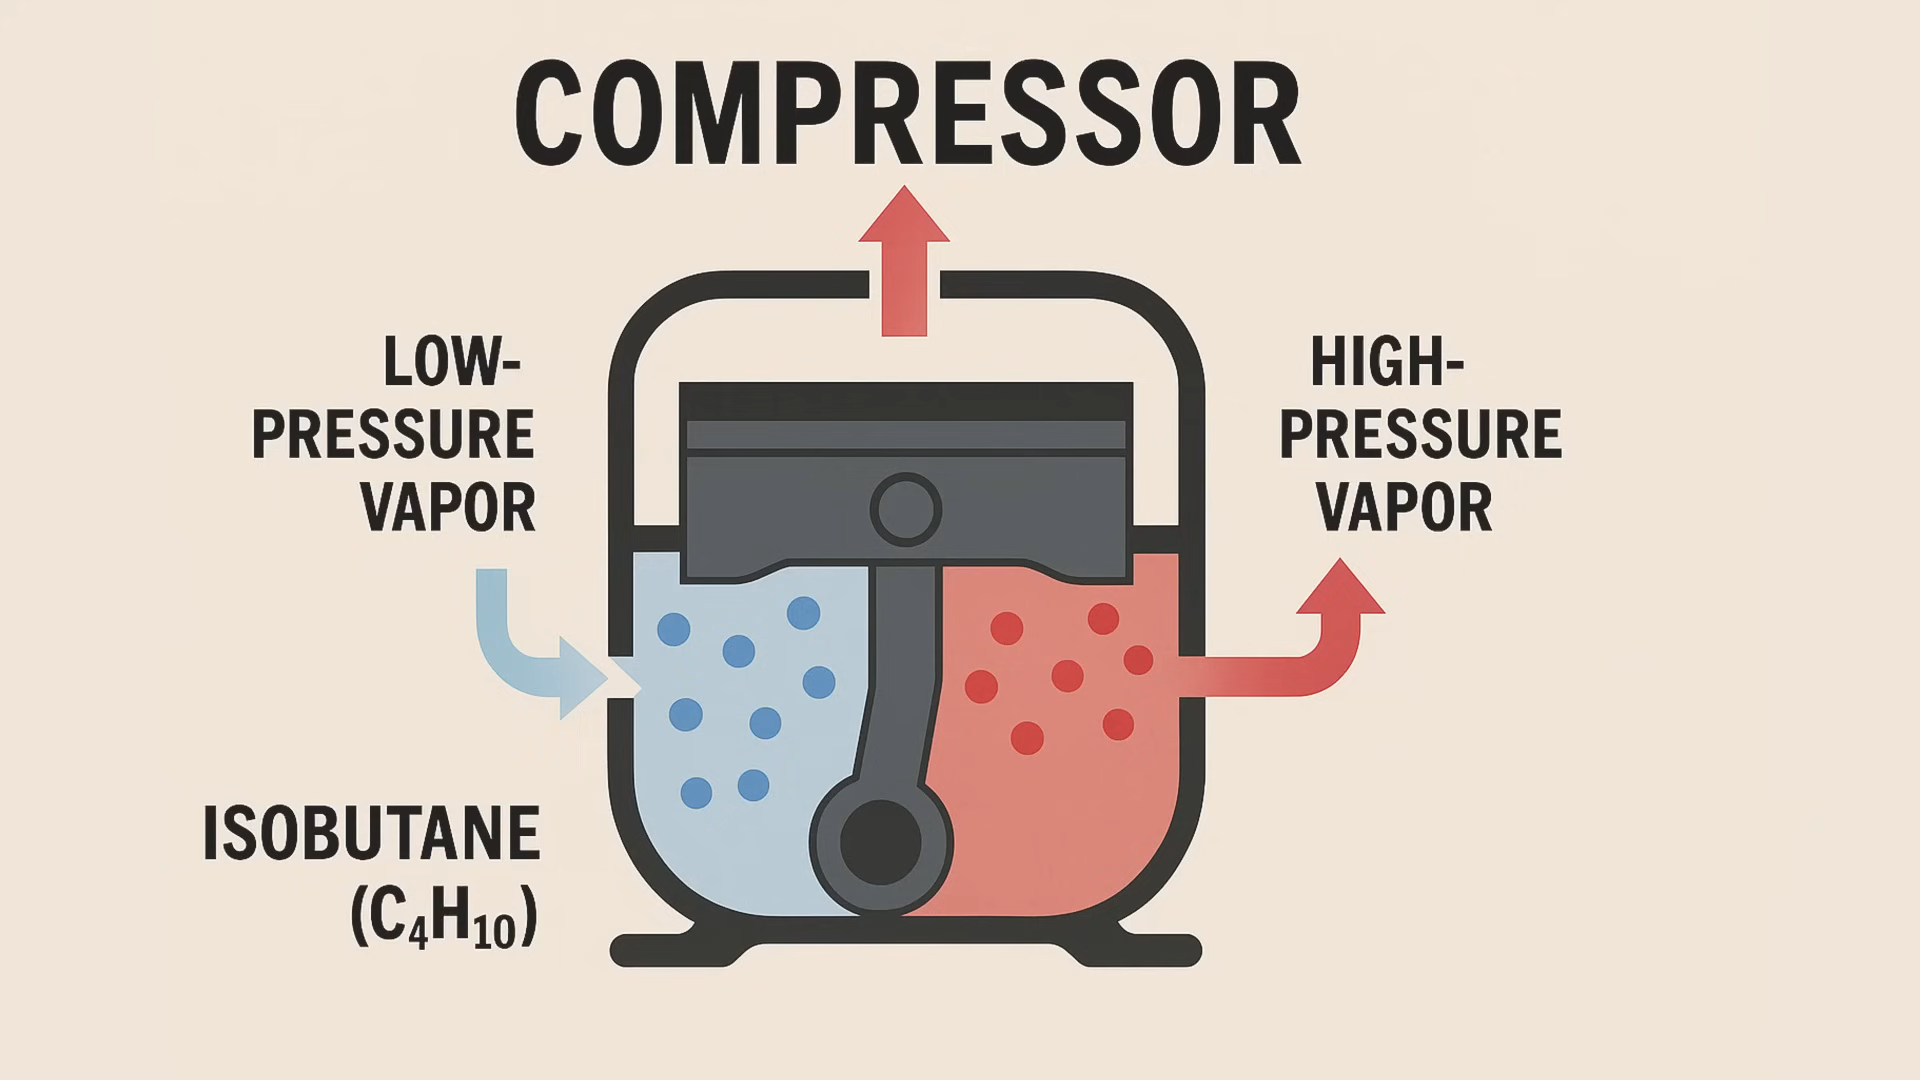 COMPRESSOR
LOW-
PRESSURE
VAPOR
HIGH-
PRESSURE
VAPOR
ISOBUTANE
(C₄H₁₀)